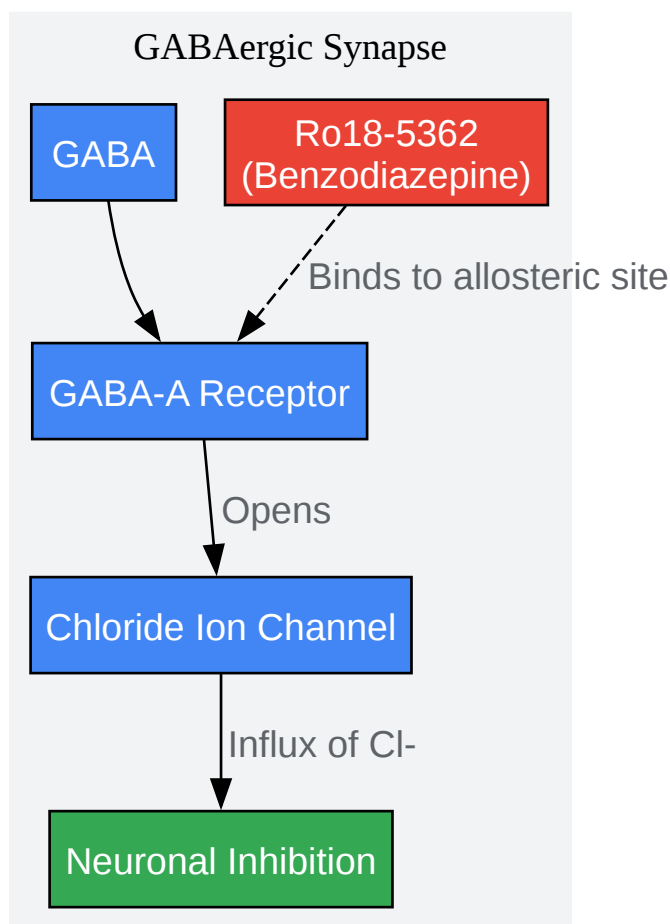 GABAergic Synapse
GABA
Ro18-5362
(Benzodiazepine)
Binds to allosteric site
GABA-A Receptor
Opens
Chloride Ion Channel
Influx of Cl-
Neuronal Inhibition